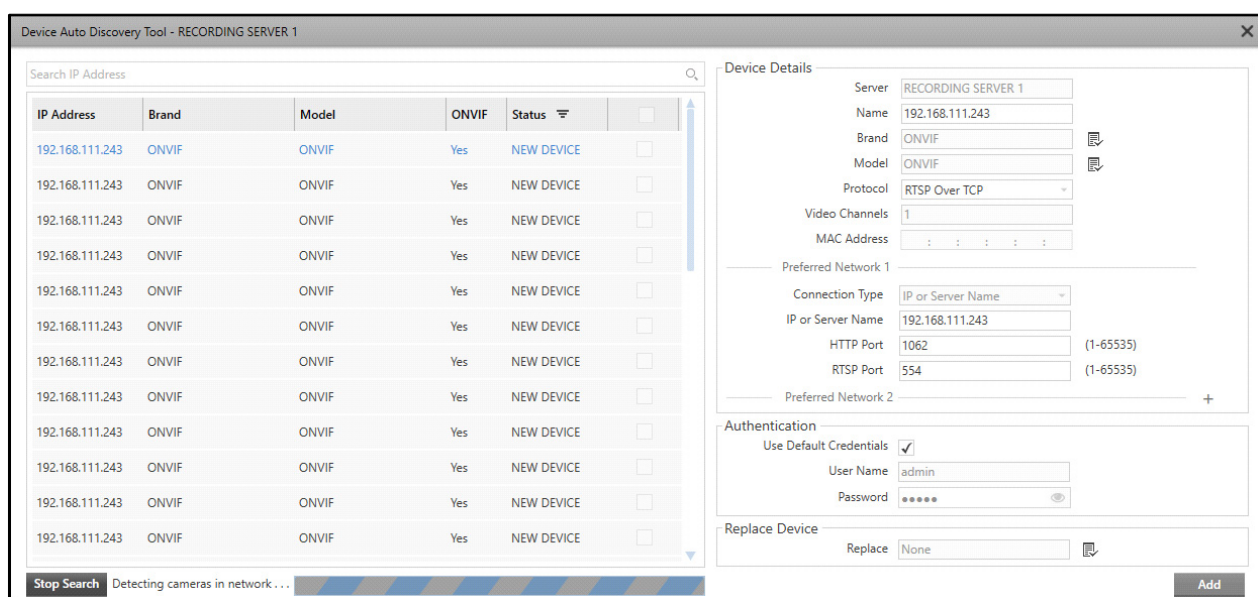 Device Auto Discovery Tool - RECORDING SERVER 1
Search IP Address
IP Address Brand Model ONVIF Status
192.168.111.243 ONVIF ONVIF Yes NEW DEVICE
192.168.111.243 ONVIF ONVIF Yes NEW DEVICE
192.168.111.243 ONVIF ONVIF Yes NEW DEVICE
192.168.111.243 ONVIF ONVIF Yes NEW DEVICE
192.168.111.243 ONVIF ONVIF Yes NEW DEVICE
192.168.111.243 ONVIF ONVIF Yes NEW DEVICE
192.168.111.243 ONVIF ONVIF Yes NEW DEVICE
192.168.111.243 ONVIF ONVIF Yes NEW DEVICE
192.168.111.243 ONVIF ONVIF Yes NEW DEVICE
192.168.111.243 ONVIF ONVIF Yes NEW DEVICE
192.168.111.243 ONVIF ONVIF Yes NEW DEVICE
192.168.111.243 ONVIF ONVIF Yes NEW DEVICE
Stop Search Detecting cameras in network . . .
Device Details
Server RECORDING SERVER 1
Name 192.168.111.243
Brand ONVIF
Model ONVIF
Protocol RTSP Over TCP
Video Channels 1
MAC Address : : : : :
Preferred Network 1
Connection Type IP or Server Name
IP or Server Name 192.168.111.243
HTTP Port 1062 (1-65535)
RTSP Port 554 (1-65535)
Preferred Network 2 +
Authentication
Use Default Credentials
User Name admin
Password •••••
Replace Device
Replace None
Add